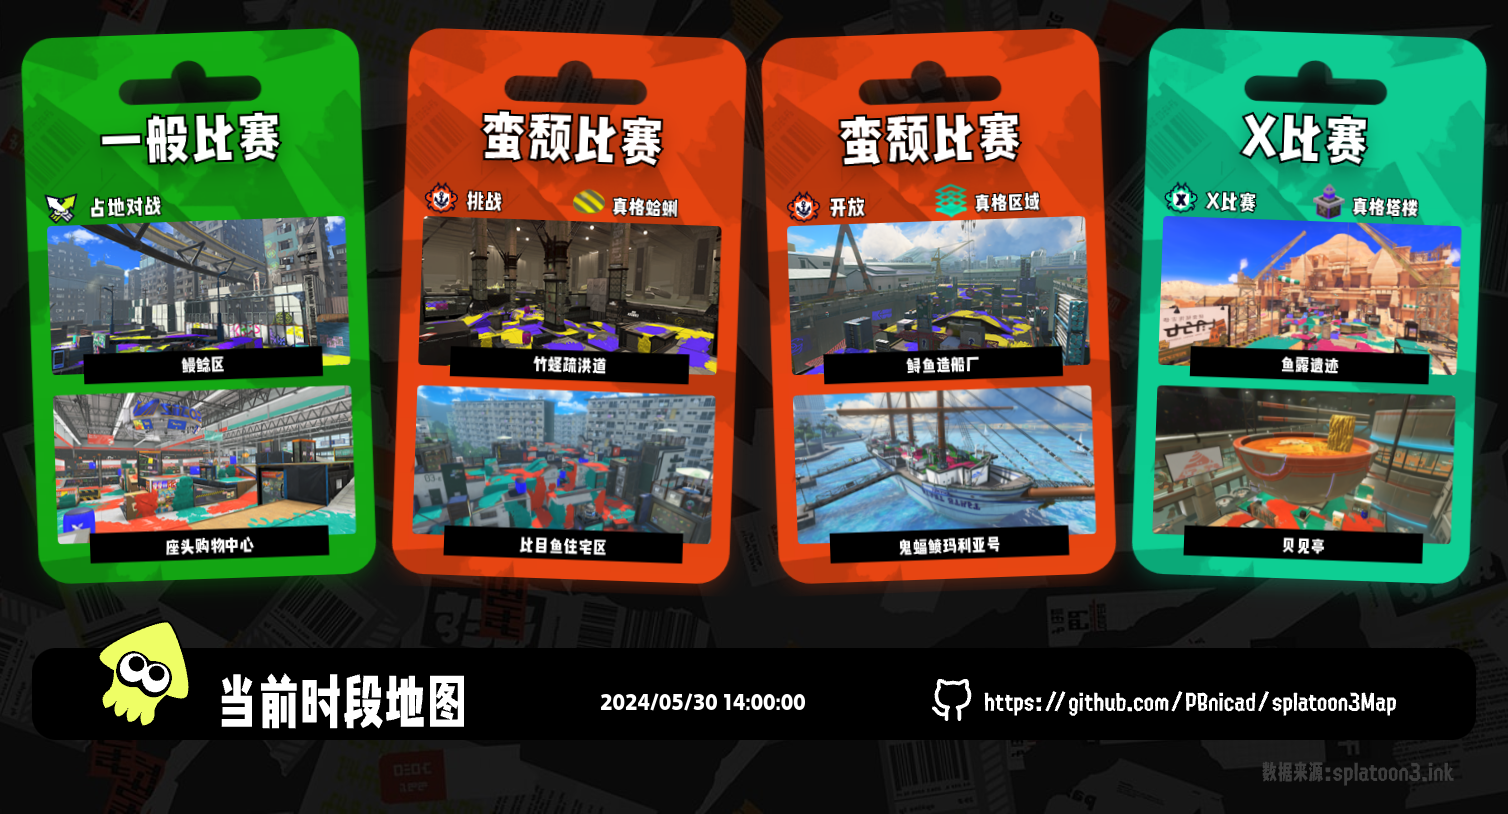 一般比赛
占地对战
鳗鲶区
座头购物中心
蛮颓比赛
挑战
真格蛤蜊
竹蛏疏洪道
比目鱼住宅区
蛮颓比赛
开放
真格区域
鲟鱼造船厂
鬼蝠鲼玛利亚号
X比赛
X比赛
真格塔楼
鱼露遗迹
贝见亭
当前时段地图
2024/05/30 14:00:00
https://github.com/PBnicad/splatoon3Map
数据来源:splatoon3.ink